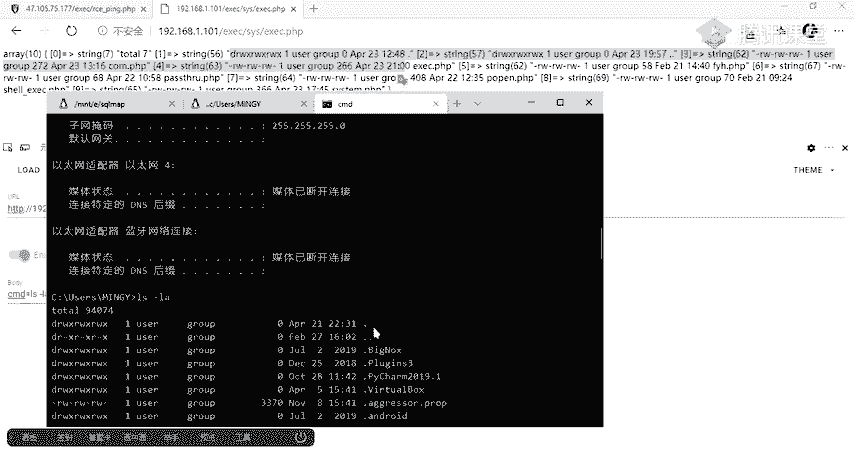 47.105.75.177/exec/rce_ping.php
192.168.1.101/exec/sys/exec.php
不安全 192.168.1.101/exec/sys/exec.php
腾讯课堂
array(10) { [0]=> string(7) "total 7" [1]=> string(56) "drwxrwxrwx 1 user group 0 Apr 23 12:48 ." [2]=> string(57) "drwxrwxrwx 1 user group 0 Apr 23 19:57 .." [3]=> string(62) "-rw-rw-rw- 1 user
group 272 Apr 23 13:16 com.php" [4]=> string(63) "-rw-rw-rw- 1 user group 266 Apr 23 21:00 exec.php" [5]=> string(62) "-rw-rw-rw- 1 user group 58 Feb 21 14:40 fyh.php" [6]=> string(67) "-rw-
rw-rw- 1 user group 68 Apr 22 10:58 passthru.php" [7]=> string(64) "-rw-rw-rw- 1 user group 408 Apr 22 12:35 popen.php" [8]=> string(69) "-rw-rw-rw- 1 user group 70 Feb 21 09:24
shell_exec.php" [9]=> string(65) "-rw-rw-rw- 1 user group 366 Apr 23 17:45 system.php" }
/mnt/e/sqlmap
..c/Users/MINGY
cmd
子网掩码 . . . . . . . . . . . . : 255.255.255.0
默认网关. . . . . . . . . . . . . :
以太网适配器 以太网 4:
媒体状态 . . . . . . . . . . . . : 媒体已断开连接
连接特定的 DNS 后缀 . . . . . . . :
以太网适配器 蓝牙网络连接:
媒体状态 . . . . . . . . . . . . : 媒体已断开连接
连接特定的 DNS 后缀 . . . . . . . :
C:\Users\MINGY>ls -la
total 94074
drwxrwxrwx 1 user group 0 Apr 21 22:31 .
dr-xr-xr-x 1 user group 0 Feb 27 16:02 ..
drwxrwxrwx 1 user group 0 Jul 2 2019 .BigNox
drwxrwxrwx 1 user group 0 Dec 25 2018 .Plugins3
drwxrwxrwx 1 user group 0 Oct 28 11:42 .PyCharm2019.1
drwxrwxrwx 1 user group 0 Apr 5 15:41 .VirtualBox
-rw-rw-rw- 1 user group 3370 Nov 8 15:41 .aggressor.prop
drwxrwxrwx 1 user group 0 Jul 2 2019 .android
LOAD
THEME
URL
http://192
Body
cmd=ls -la